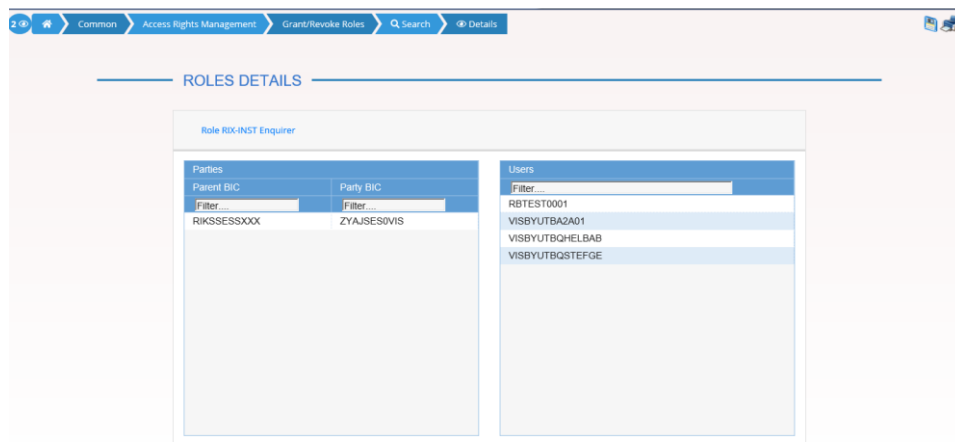 2 Common Access Rights Management Grant/Revoke Roles Search Details
ROLES DETAILS
Role RIX-INST Enquirer
Parties
Parent BIC Party BIC
Filter.... Filter....
RIKSSESSXXX ZYAJSES0VIS
Users
Filter....
RBTEST0001
VISBYUTBA2A01
VISBYUTBQHELBAB
VISBYUTBQSTEFGE